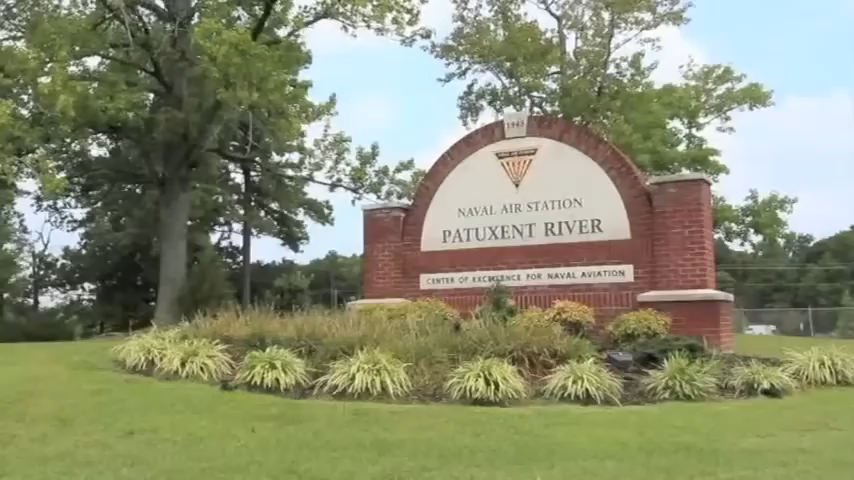 1943
NAVAL AIR STATION
PATUXENT RIVER
CENTER OF EXCELLENCE FOR NAVAL AVIATION